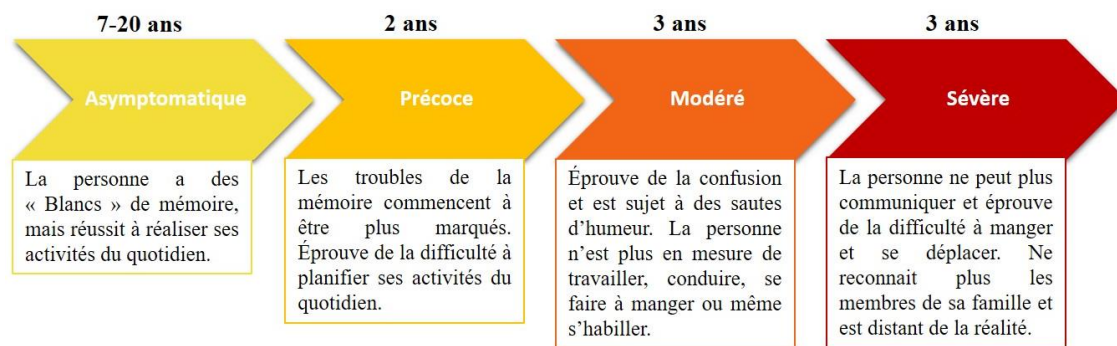 7-20 ans
Asymptomatique
La personne a des
« Blancs » de mémoire,
mais réussit à réaliser ses
activités du quotidien.
2 ans
Précoce
Les troubles de la
mémoire commencent à
être plus marqués.
Éprouve de la difficulté à
planifier ses activités du
quotidien.
3 ans
Modéré
Éprouve de la confusion
et est sujet à des sautes
d’humeur. La personne
n’est plus en mesure de
travailler, conduire, se
faire à manger ou même
s’habiller.
3 ans
Sévère
La personne ne peut plus
communiquer et éprouve
de la difficulté à manger
et se déplacer. Ne
reconnait plus les
membres de sa famille et
est distant de la réalité.